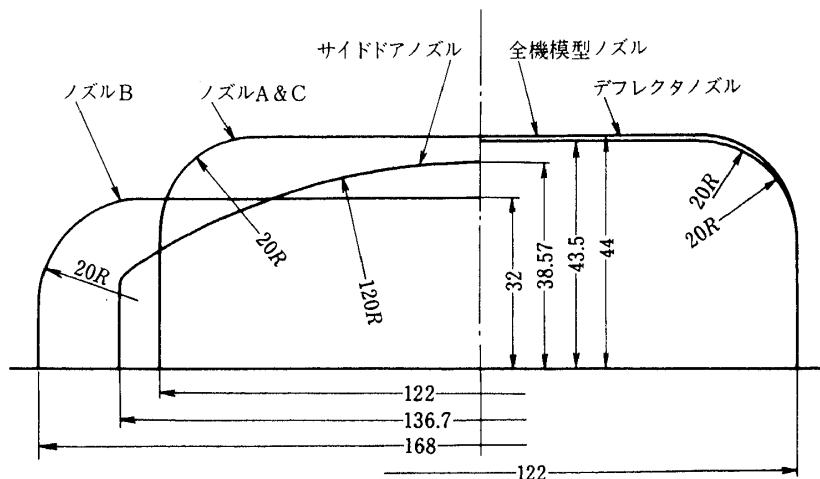 サイドドアノズル
全機模型ノズル
デフレクタノズル
ノズルB
ノズルA&C
20R
20R
120R
20R
20R
32
38.57
43.5
44
122
136.7
168
122